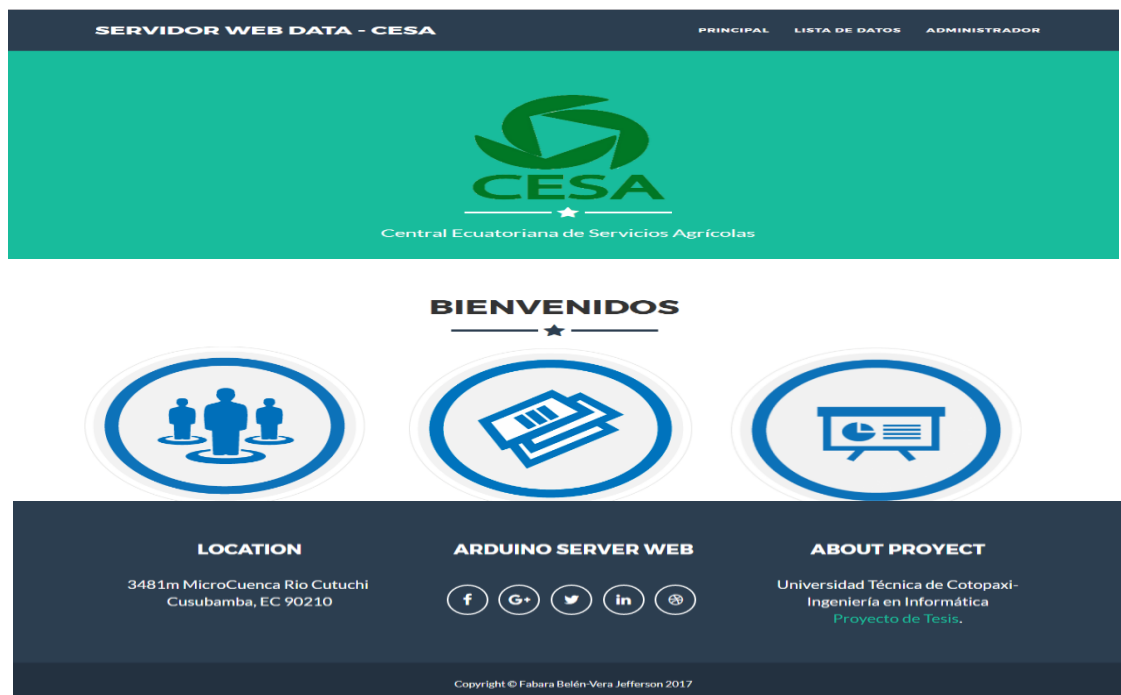 SERVIDOR WEB DATA - CESA
PRINCIPAL LISTA DE DATOS ADMINISTRADOR
CESA
Central Ecuatoriana de Servicios Agrícolas
BIENVENIDOS
LOCATION
3481m MicroCuenca Rio Cutuchi
Cusubamba, EC 90210
ARDUINO SERVER WEB
f G+ in
ABOUT PROYECT
Universidad Técnica de Cotopaxi-
Ingeniería en Informática
Proyecto de Tesis.
Copyright © Fabara Belén-Vera Jefferson 2017